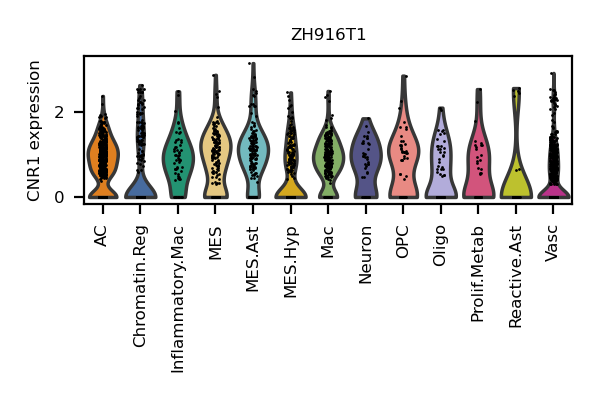 ZH916T1
CNR1 expression
2
0
AC
Chromatin.Reg
Inflammatory.Mac
MES
MES.Ast
MES.Hyp
Mac
Neuron
OPC
Oligo
Prolif.Metab
Reactive.Ast
Vasc